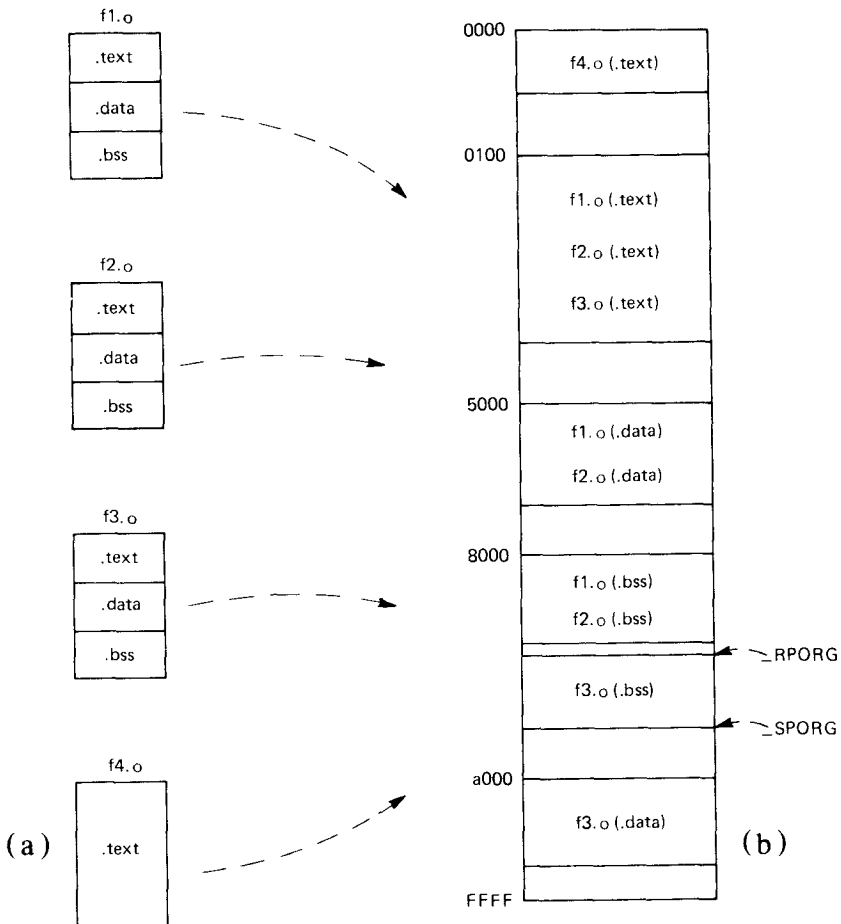 f1.o
.text
.data
.bss
f2.o
.text
.data
.bss
f3.o
.text
.data
.bss
f4.o
.text
(a)
0000
f4.o (.text)
0100
f1.o (.text)
f2.o (.text)
f3.o (.text)
5000
f1.o (.data)
f2.o (.data)
8000
f1.o (.bss)
f2.o (.bss)
_RPORG
f3.o (.bss)
_SPORG
a000
f3.o (.data)
(b)
FFFF